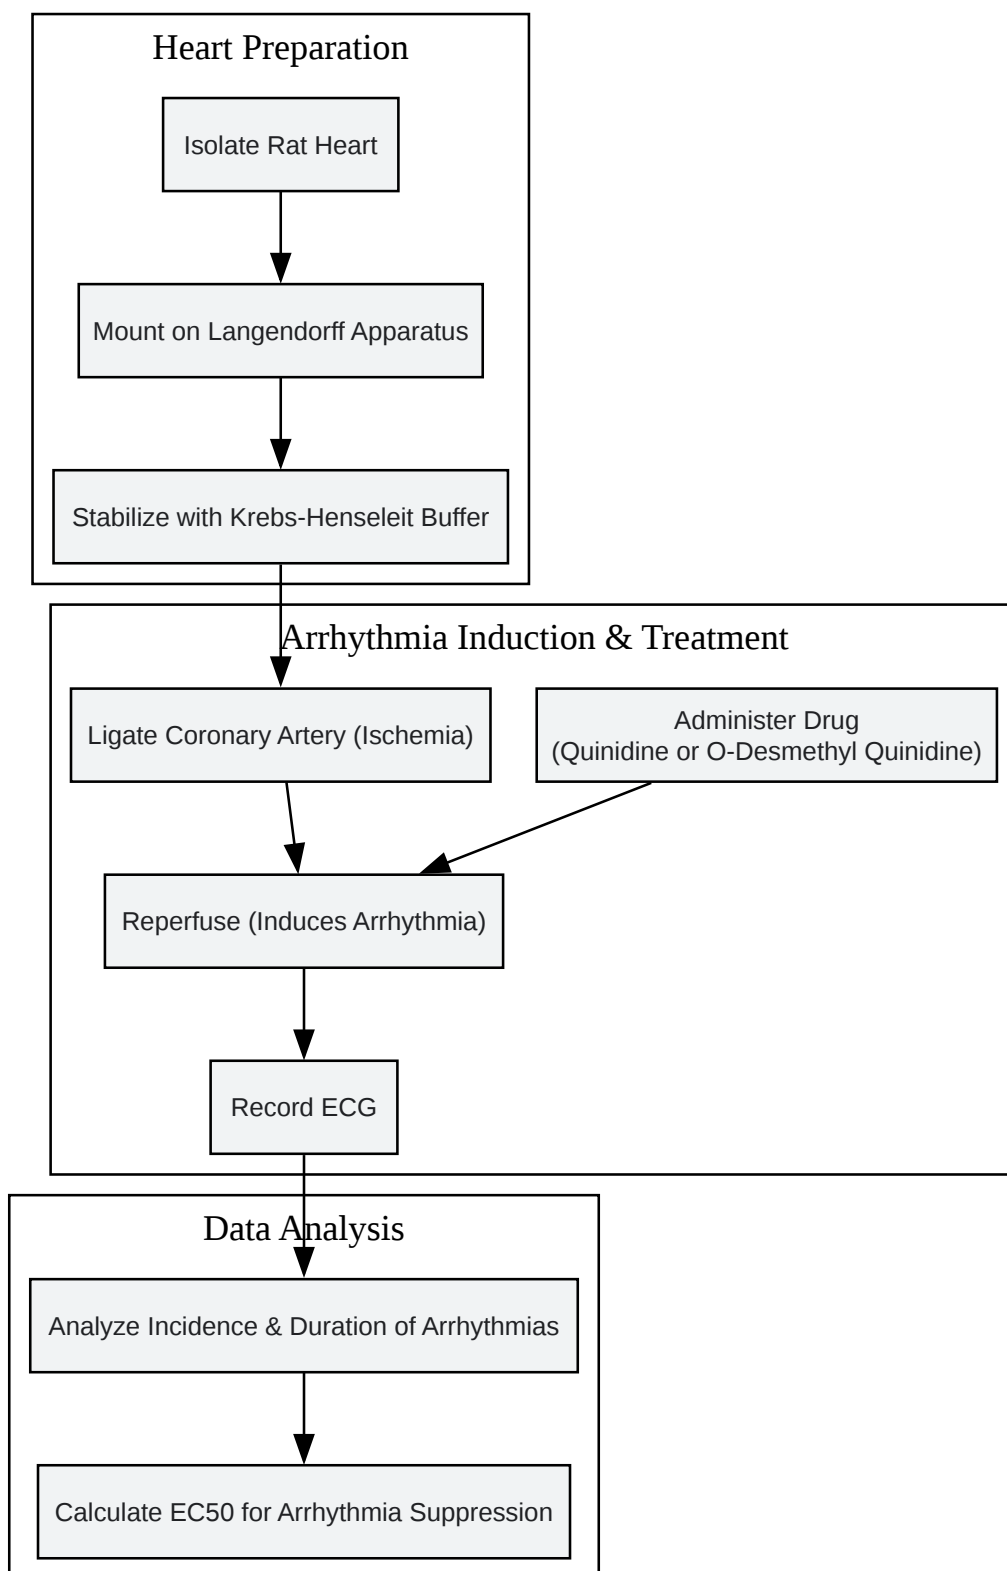 Heart Preparation
Isolate Rat Heart
Mount on Langendorff Apparatus
Stabilize with Krebs-Henseleit Buffer
Arrhythmia Induction & Treatment
Ligate Coronary Artery (Ischemia)
Administer Drug
(Quinidine or O-Desmethyl Quinidine)
Reperfuse (Induces Arrhythmia)
Record ECG
Data Analysis
Analyze Incidence & Duration of Arrhythmias
Calculate EC50 for Arrhythmia Suppression